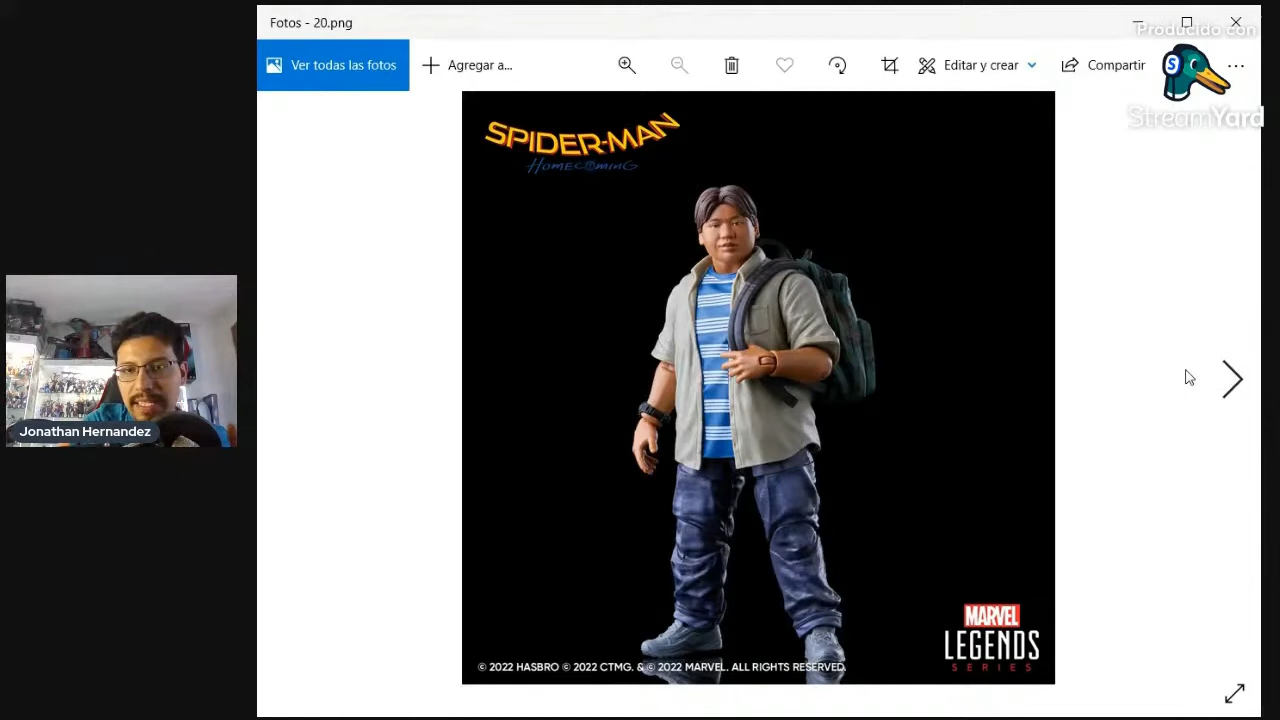 Fotos - 20.png
Producido con
Ver todas las fotos
Agregar a...
Editar y crear
Compartir
S
StreamYard
SPIDER-MAN
HOMECOMING
Jonathan Hernandez
MARVEL
LEGENDS
SERIES
© 2022 HASBRO © 2022 CTMG. & © 2022 MARVEL. ALL RIGHTS RESERVED.